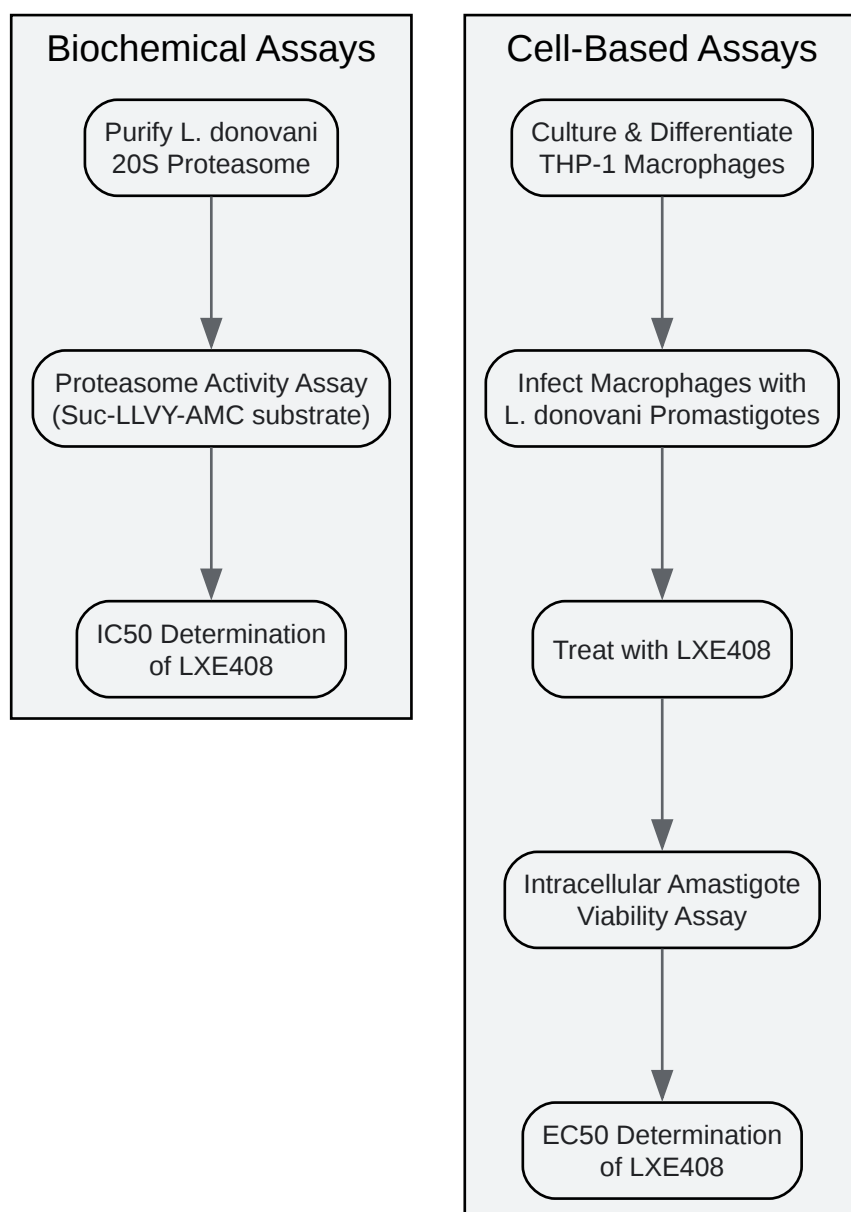 Biochemical Assays
Purify L. donovani
20S Proteasome
Proteasome Activity Assay
(Suc-LLVY-AMC substrate)
IC50 Determination
of LXE408
Cell-Based Assays
Culture & Differentiate
THP-1 Macrophages
Infect Macrophages with
L. donovani Promastigotes
Treat with LXE408
Intracellular Amastigote
Viability Assay
EC50 Determination
of LXE408